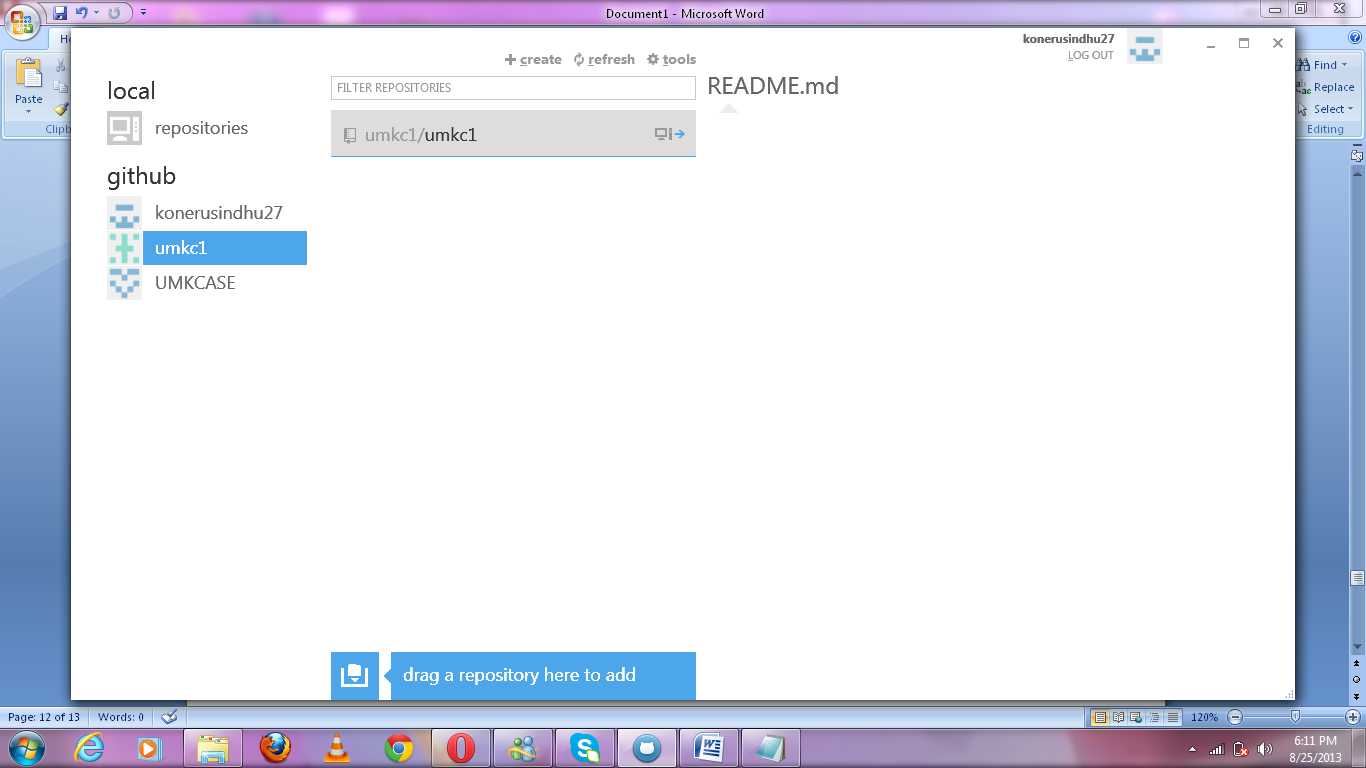 Document1 - Microsoft Word
Paste
Find
Replace
Select
Editing
konerusindhu27
LOG OUT
create
refresh
tools
local
repositories
github
konerusindhu27
umkc1
UMKCASE
FILTER REPOSITORIES
umkc1/umkc1
README.md
drag a repository here to add
Page: 12 of 13
Words: 0
120%
6:11 PM
8/25/2013